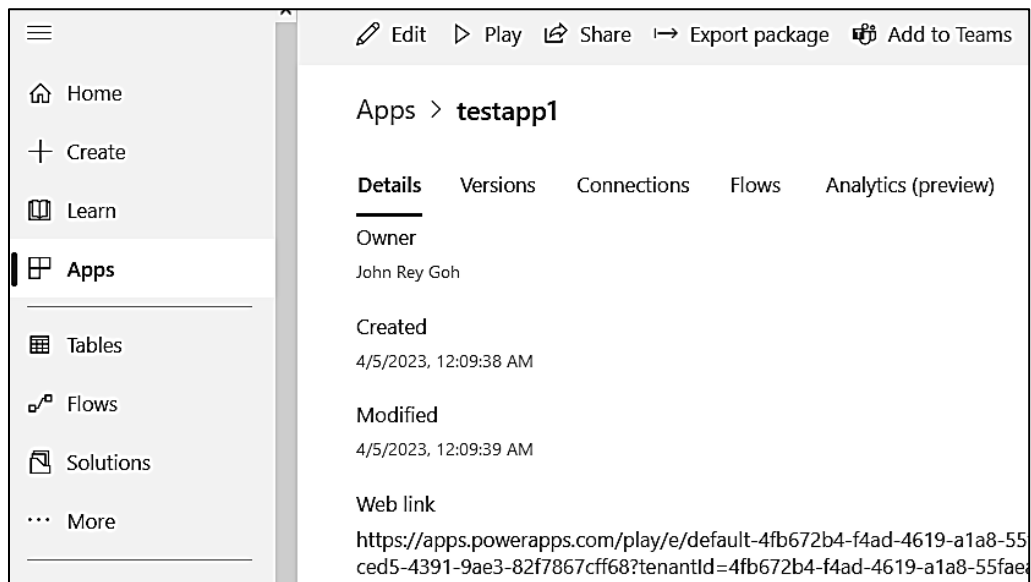 Edit Play Share Export package Add to Teams
Home
Create
Learn
Apps
Tables
Flows
Solutions
More
Apps > testapp1
Details Versions Connections Flows Analytics (preview)
Owner
John Rey Goh
Created
4/5/2023, 12:09:38 AM
Modified
4/5/2023, 12:09:39 AM
Web link
https://apps.powerapps.com/play/e/default-4fb672b4-f4ad-4619-a1a8-55
ced5-4391-9ae3-82f7867cff68?tenantId=4fb672b4-f4ad-4619-a1a8-55fae